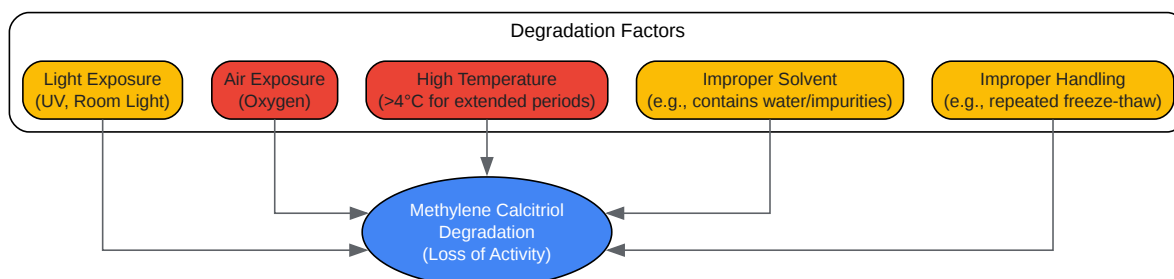 Degradation Factors
Light Exposure
(UV, Room Light)
Air Exposure
(Oxygen)
High Temperature
(>4°C for extended periods)
Improper Solvent
(e.g., contains water/impurities)
Improper Handling
(e.g., repeated freeze-thaw)
Methylene Calcitriol
Degradation
(Loss of Activity)